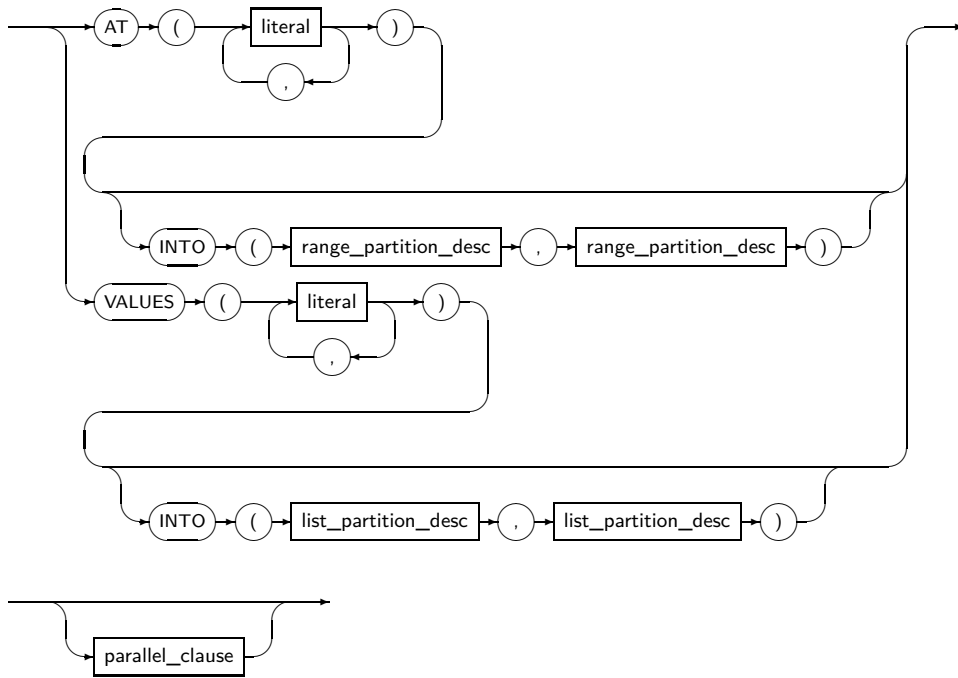 AT ( literal )
,
INTO ( range_partition_desc , range_partition_desc )
VALUES ( literal )
,
INTO ( list_partition_desc , list_partition_desc )
parallel_clause